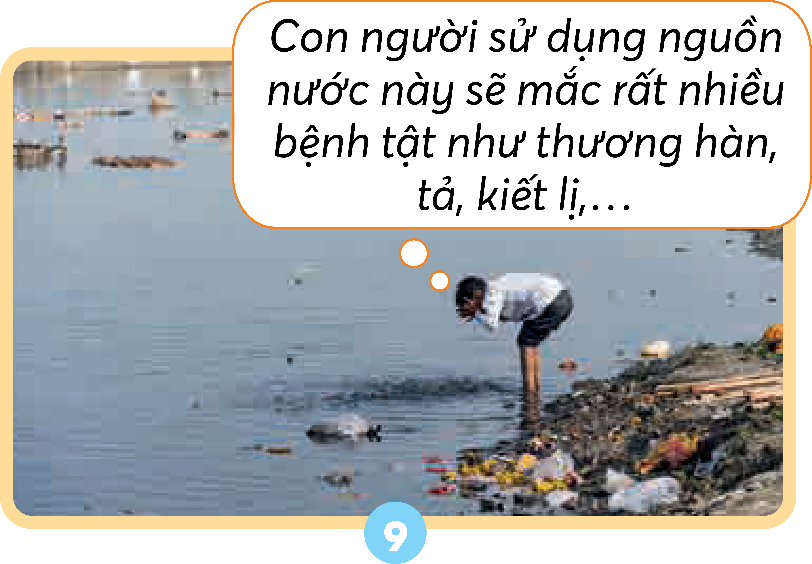 Con người sử dụng nguồn
nước này sẽ mắc rất nhiều
bệnh tật như thương hàn,
tả, kiết lị,...
9